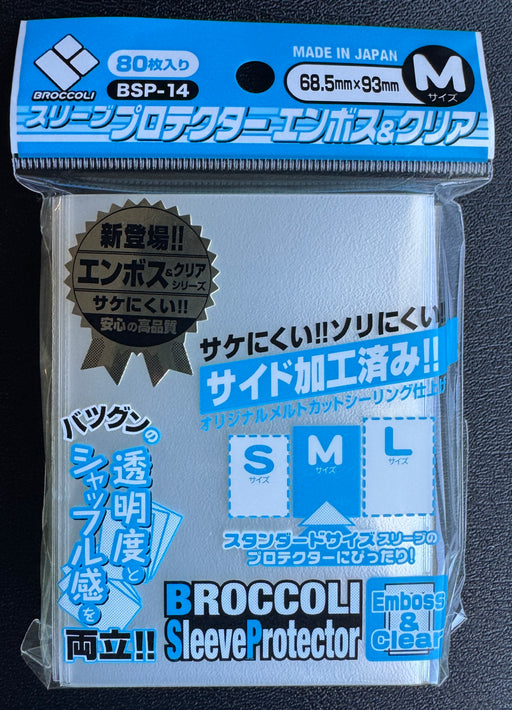 BROCCOLI
80枚入り
BSP-14
MADE IN JAPAN
68.5mm×93mm
M
サイズ
スリーブプロテクターエンボス&クリア
新登場!!
エンボス&クリア
シリーズ
サケにくい!!
安心の高品質
サケにくい!!ソリにくい!!
サイド加工済み!!
オリジナルメルトカットシーリング仕上げ
S
サイズ
M
サイズ
L
サイズ
スタンダードサイズスリーブの
プロテクターにぴったり!
バツグンの
透明度と
シャッフル感を
両立!!
BROCCOLI
SleeveProtector
Emboss
&
Clear